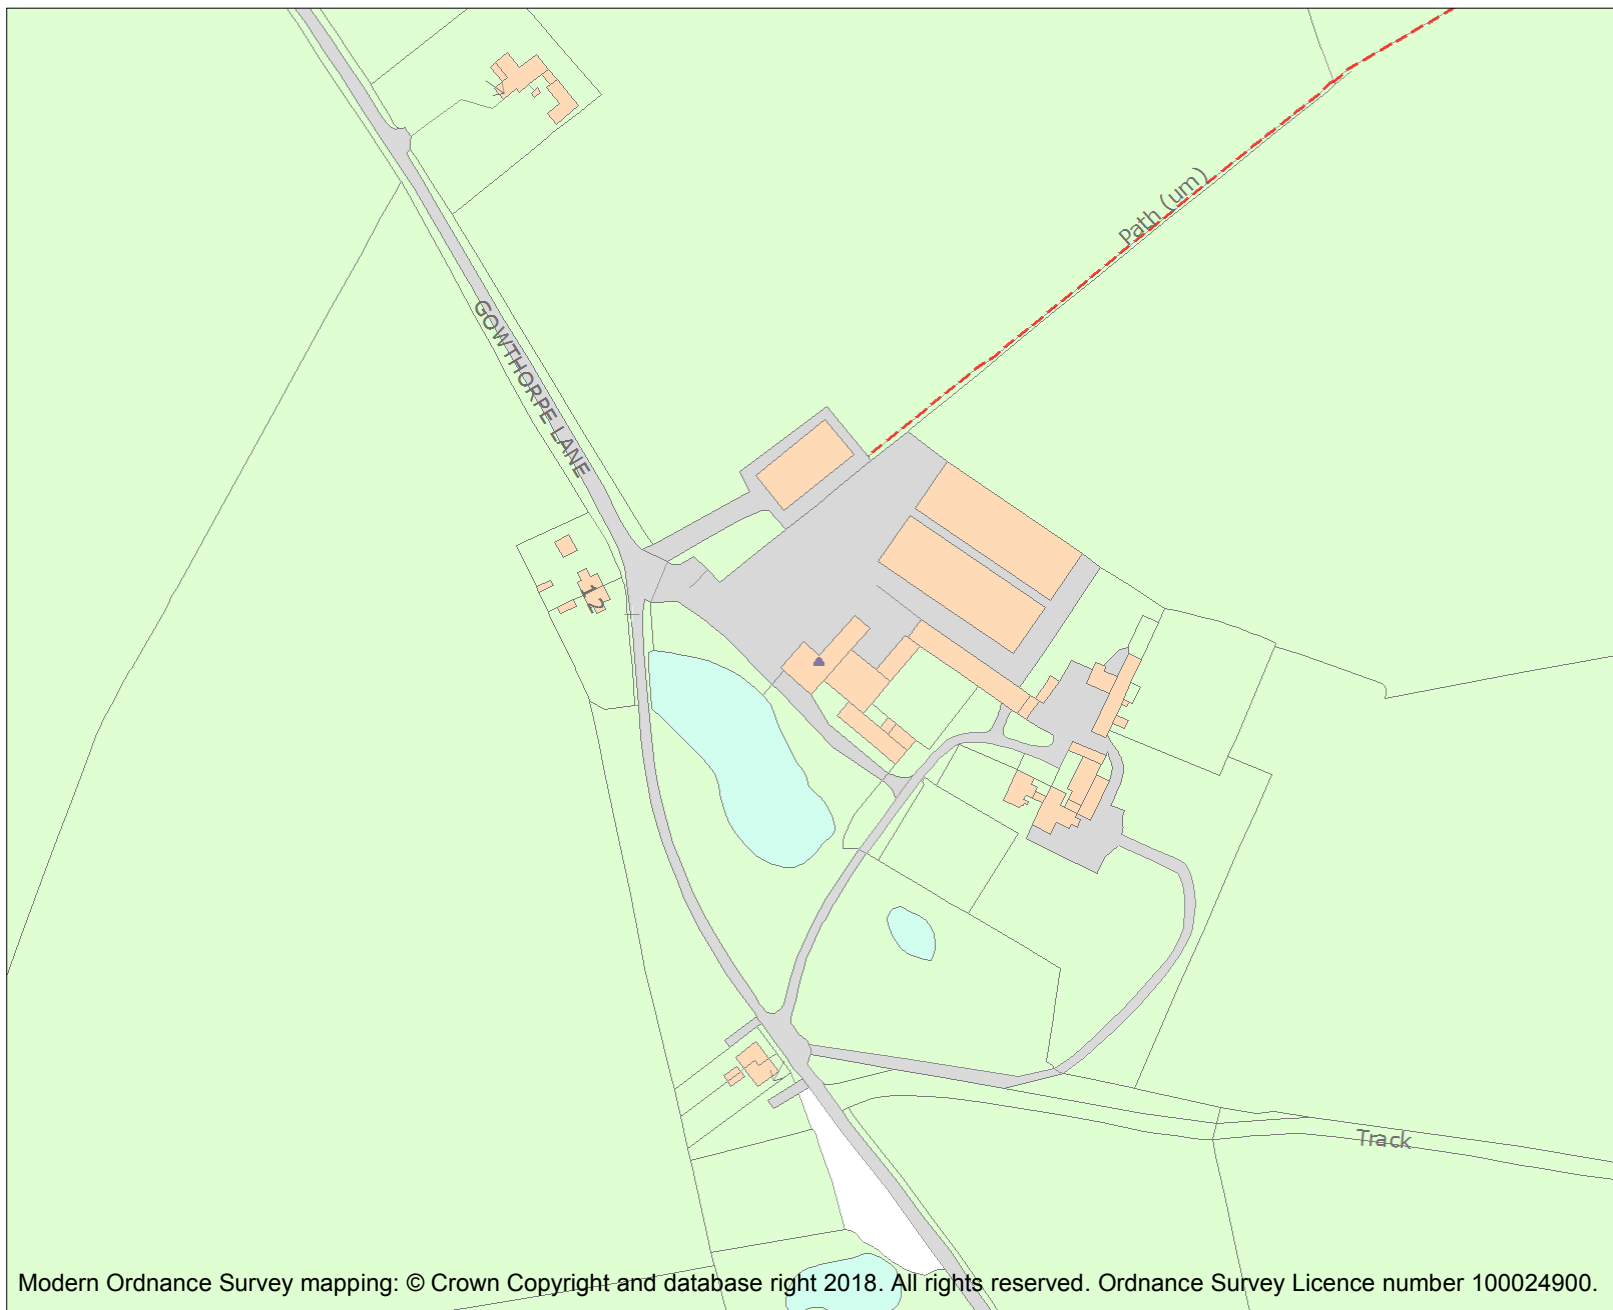 Path (um)
GOWTHORPE LANE
12
Track
Modern Ordnance Survey mapping: © Crown Copyright and database right 2018. All rights reserved. Ordnance Survey Licence number 100024900.